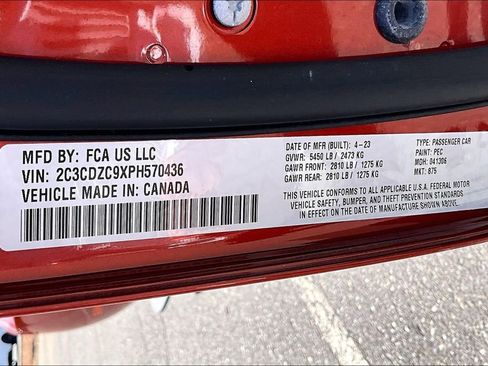 MFD BY: FCA US LLC
VIN: 2C3CDZC9XPH570436
VEHICLE MADE IN: CANADA
DATE OF MFR (BUILT): 4-23
GVWR: 5450 LB / 2473 KG
GAWR FRONT: 2810 LB / 1275 KG
GAWR REAR: 2810 LB / 1275 KG
TYPE: PASSENGER CAR
PAINT: PEC
MDH: 041306
MKT: 875
THIS VEHICLE CONFORMS TO ALL APPLICABLE U.S.A. FEDERAL MOTOR
VEHICLE SAFETY, BUMPER, AND THEFT PREVENTION STANDARDS
IN EFFECT ON THE DATE OF MANUFACTURE SHOWN ABOVE.